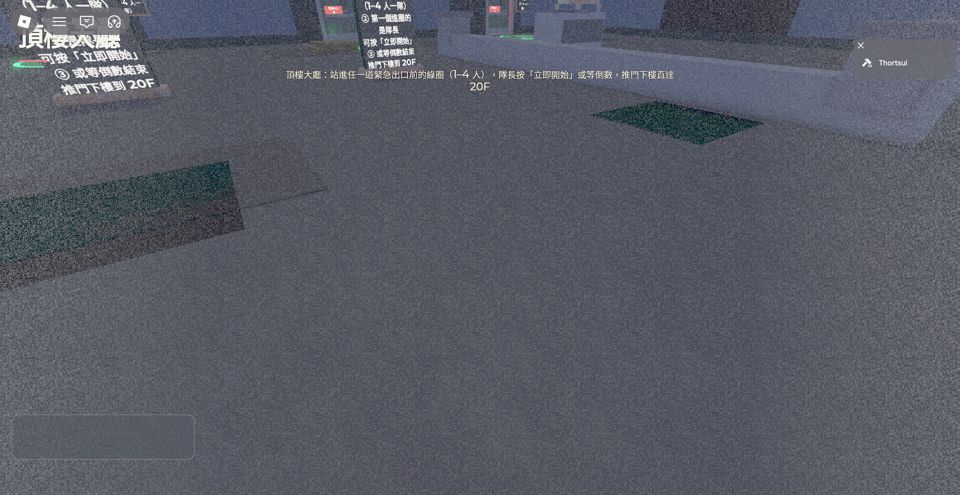 頂樓大廳
可按「立即開始」
③ 或等倒數結束
推門下樓到 20F
(1-4 人一隊)
② 第一個進圈的
是隊長
可按「立即開始」
③ 或等倒數結束
推門下樓到 20F
頂樓大廳：站進任一道緊急出口前的綠圈（1–4 人），隊長按「立即開始」或等倒數，推門下樓直達
20F
Thortsui